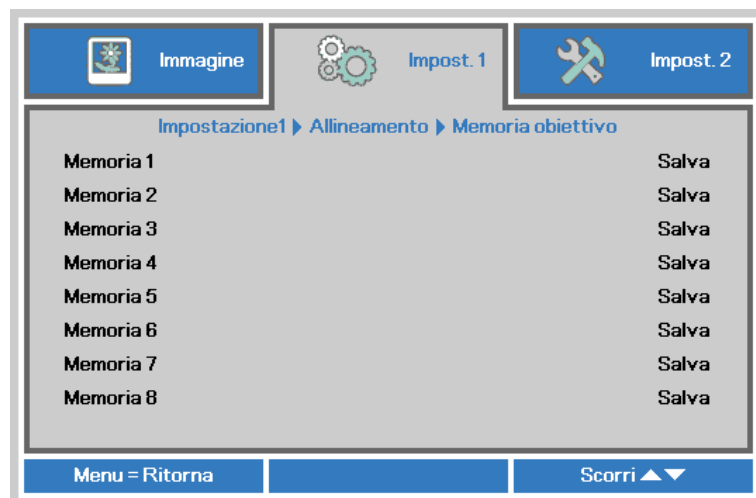 Immagine
Impost. 1
Impost. 2
Impostazione1 ▶ Allineamento ▶ Memoria obiettivo
Memoria 1 Salva
Memoria 2 Salva
Memoria 3 Salva
Memoria 4 Salva
Memoria 5 Salva
Memoria 6 Salva
Memoria 7 Salva
Memoria 8 Salva
Menu = Ritorna
Scorri ▲▼